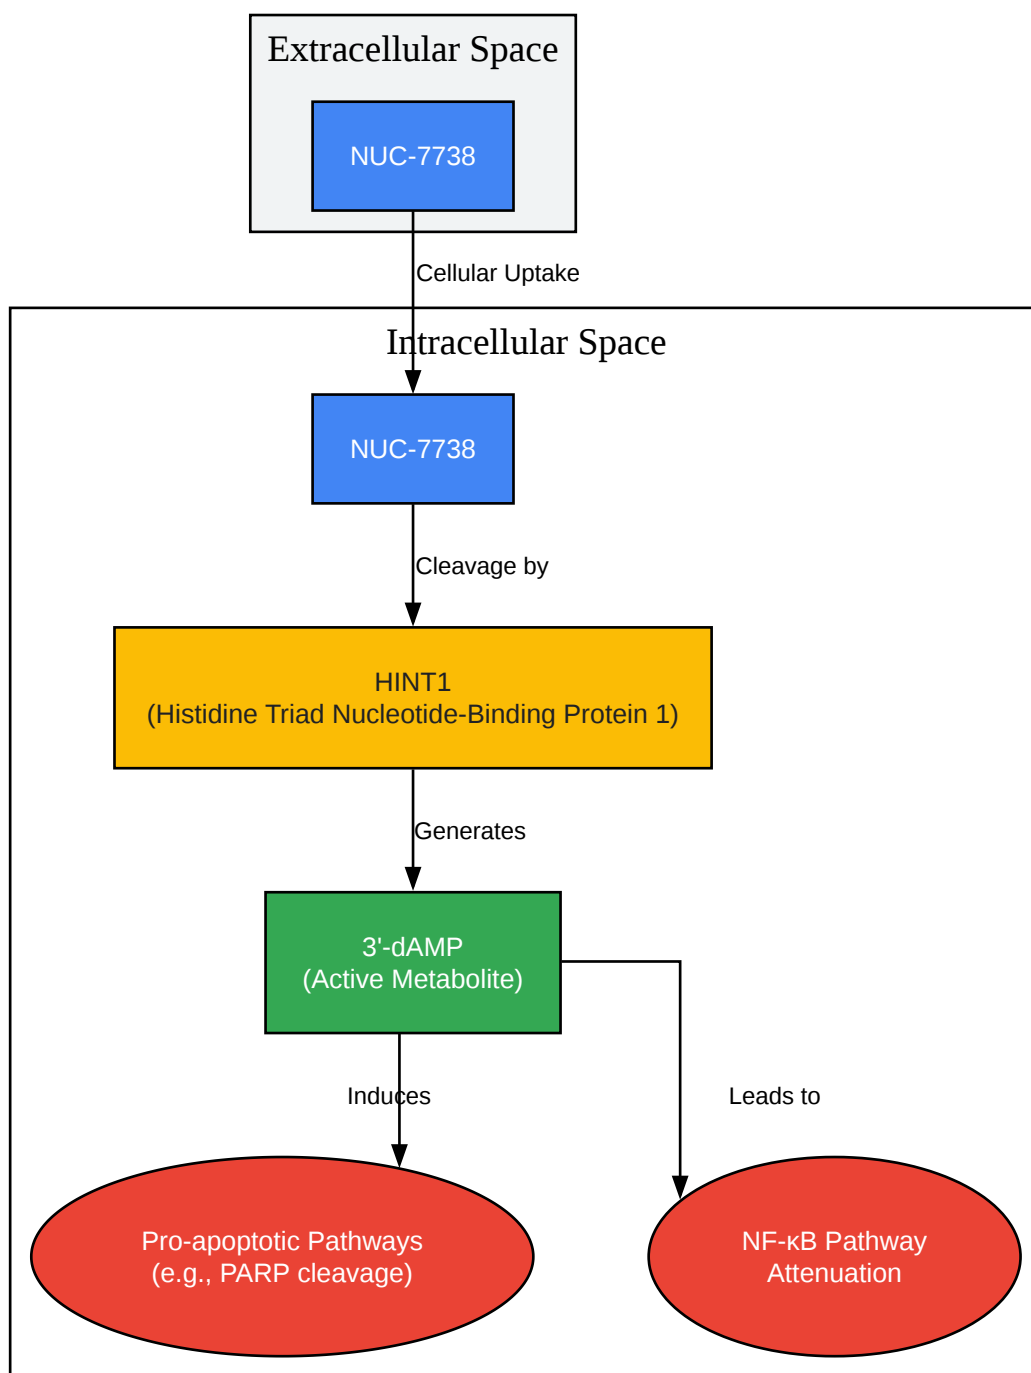 Extracellular Space
NUC-7738
Cellular Uptake
Intracellular Space
NUC-7738
Cleavage by
HINT1
(Histidine Triad Nucleotide-Binding Protein 1)
Generates
3'-dAMP
(Active Metabolite)
Induces
Leads to
Pro-apoptotic Pathways
(e.g., PARP cleavage)
NF-κB Pathway
Attenuation